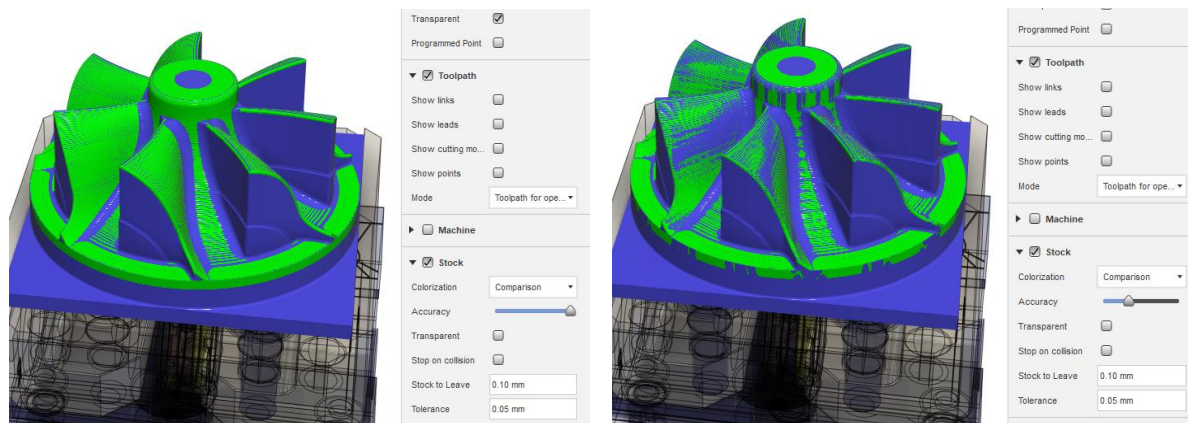 Transparent
Programmed Point
Toolpath
Show links
Show leads
Show cutting mo...
Show points
Mode
Toolpath for ope...
Machine
Stock
Colorization
Comparison
Accuracy
Transparent
Stop on collision
Stock to Leave
0.10 mm
Tolerance
0.05 mm
Programmed Point
Toolpath
Show links
Show leads
Show cutting mo...
Show points
Mode
Toolpath for ope...
Machine
Stock
Colorization
Comparison
Accuracy
Transparent
Stop on collision
Stock to Leave
0.10 mm
Tolerance
0.05 mm